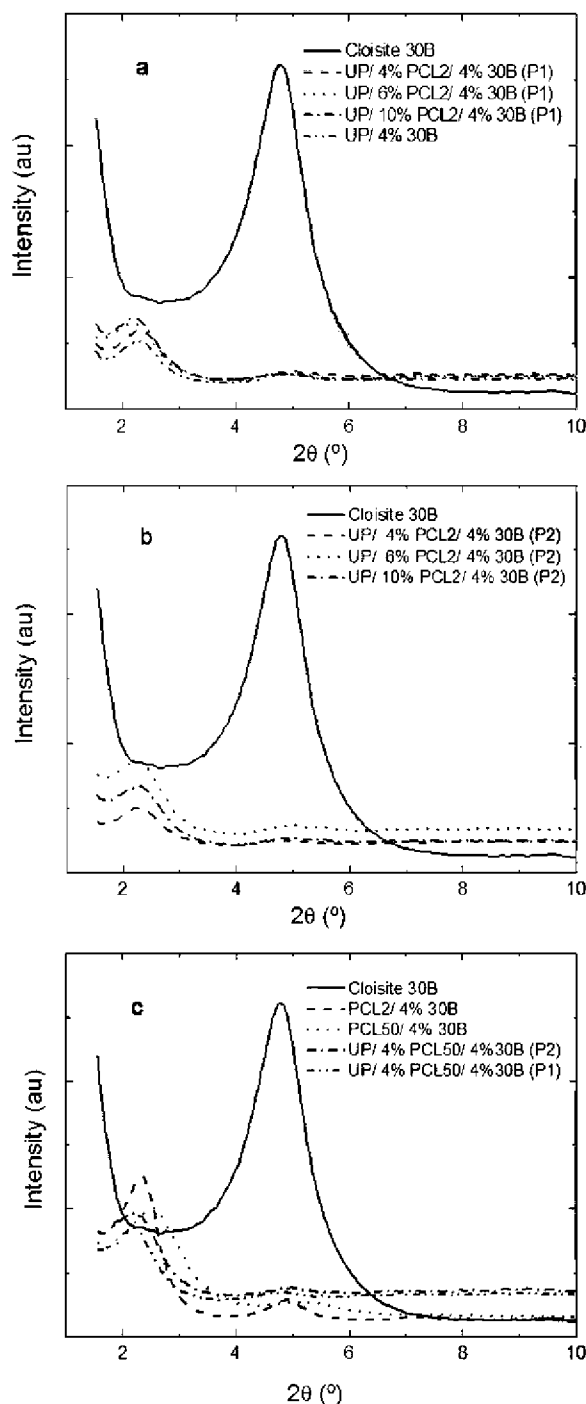 a
Cloisite 30B
UP/ 4% PCL2/ 4% 30B (P1)
UP/ 6% PCL2/ 4% 30B (P1)
UP/ 10% PCL2/ 4% 30B (P1)
UP/ 4% 30B
Intensity (au)
2 4 6 8 10
2θ (º)
b
Cloisite 30B
UP/ 4% PCL2/ 4% 30B (P2)
UP/ 6% PCL2/ 4% 30B (P2)
UP/ 10% PCL2/ 4% 30B (P2)
Intensity (au)
2 4 6 8 10
2θ (º)
c
Cloisite 30B
PCL2/ 4% 30B
PCL50/ 4% 30B
UP/ 4% PCL50/ 4%30B (P2)
UP/ 4% PCL50/ 4%30B (P1)
Intensity (au)
2 4 6 8 10
2θ (º)